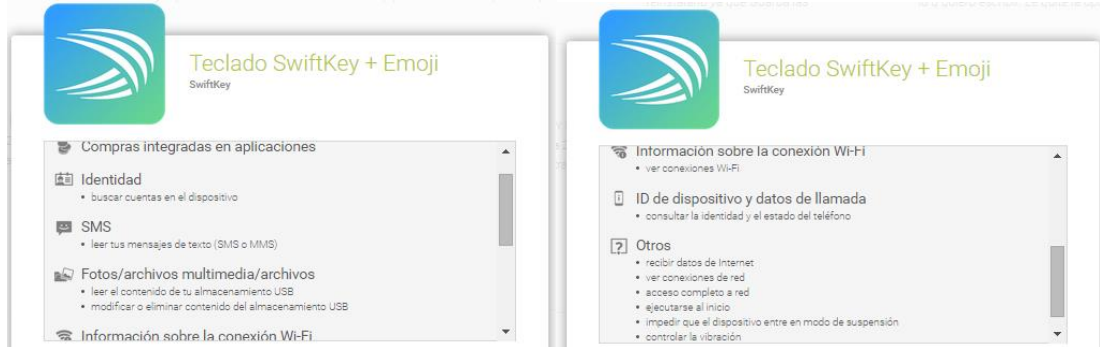 Teclado SwiftKey + Emoji
SwiftKey
Compras integradas en aplicaciones
Identidad
• buscar cuentas en el dispositivo
SMS
• leer tus mensajes de texto (SMS o MMS)
Fotos/archivos multimedia/archivos
• leer el contenido de tu almacenamiento USB
• modificar o eliminar contenido del almacenamiento USB
Información sobre la conexión Wi-Fi
Teclado SwiftKey + Emoji
SwiftKey
Información sobre la conexión Wi-Fi
• ver conexiones Wi-Fi
ID de dispositivo y datos de llamada
• consultar la identidad y el estado del teléfono
Otros
• recibir datos de Internet
• ver conexiones de red
• acceso completo a red
• ejecutarse al inicio
• impedir que el dispositivo entre en modo de suspensión
• controlar la vibración